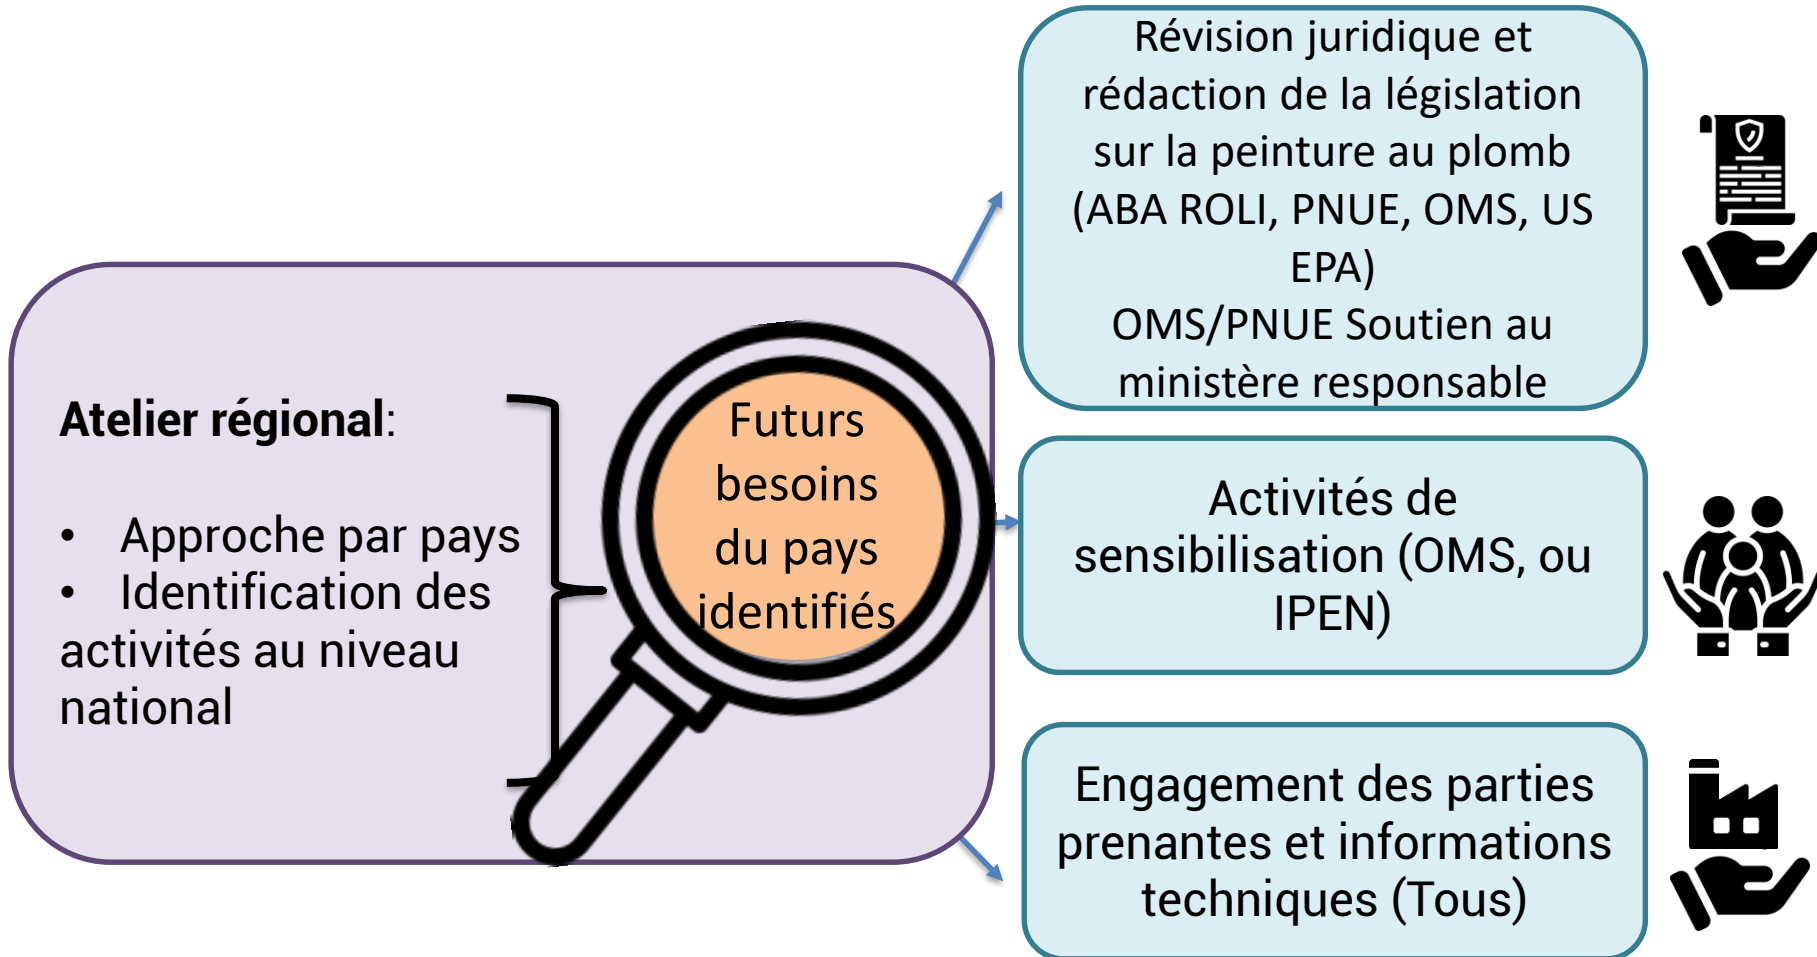 Atelier régional:
• Approche par pays
• Identification des
activités au niveau
national
Futurs
besoins
du pays
identifiés
Révision juridique et
rédaction de la législation
sur la peinture au plomb
(ABA ROLI, PNUE, OMS, US
EPA)
OMS/PNUE Soutien au
ministère responsable
Activités de
sensibilisation (OMS, ou
IPEN)
Engagement des parties
prenantes et informations
techniques (Tous)